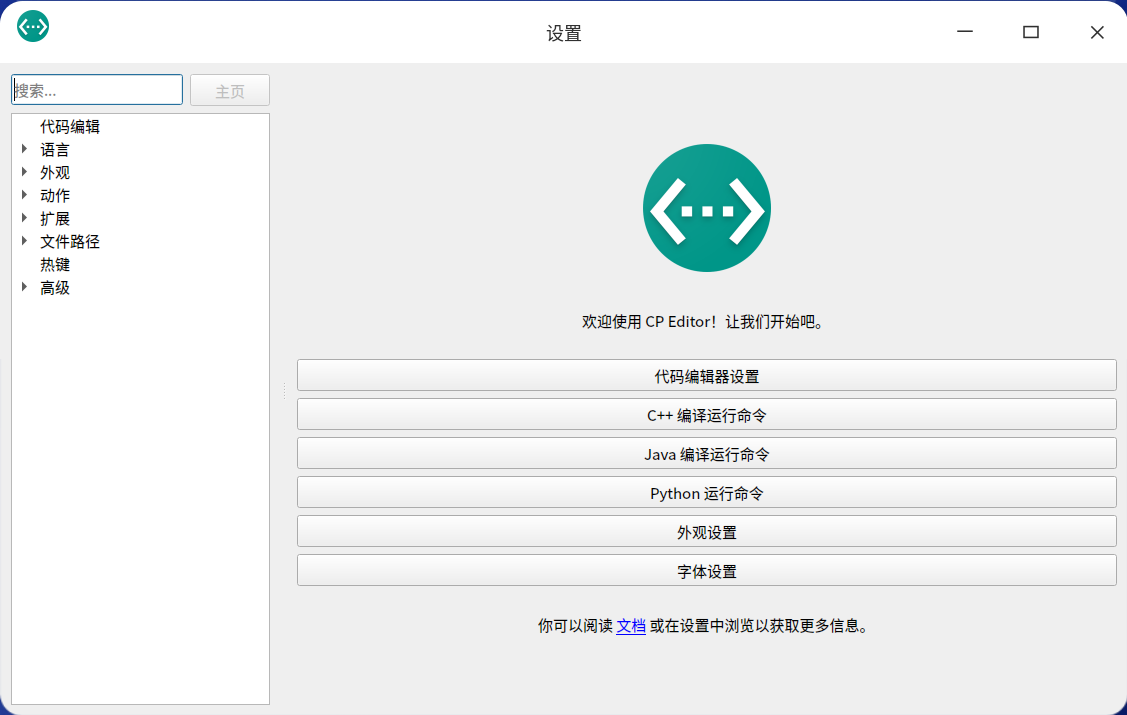 设置
搜索...
主页
代码编辑
语言
外观
动作
扩展
文件路径
热键
高级
欢迎使用 CP Editor！让我们开始吧。
代码编辑器设置
C++ 编译运行命令
Java 编译运行命令
Python 运行命令
外观设置
字体设置
你可以阅读 文档 或在设置中浏览以获取更多信息。